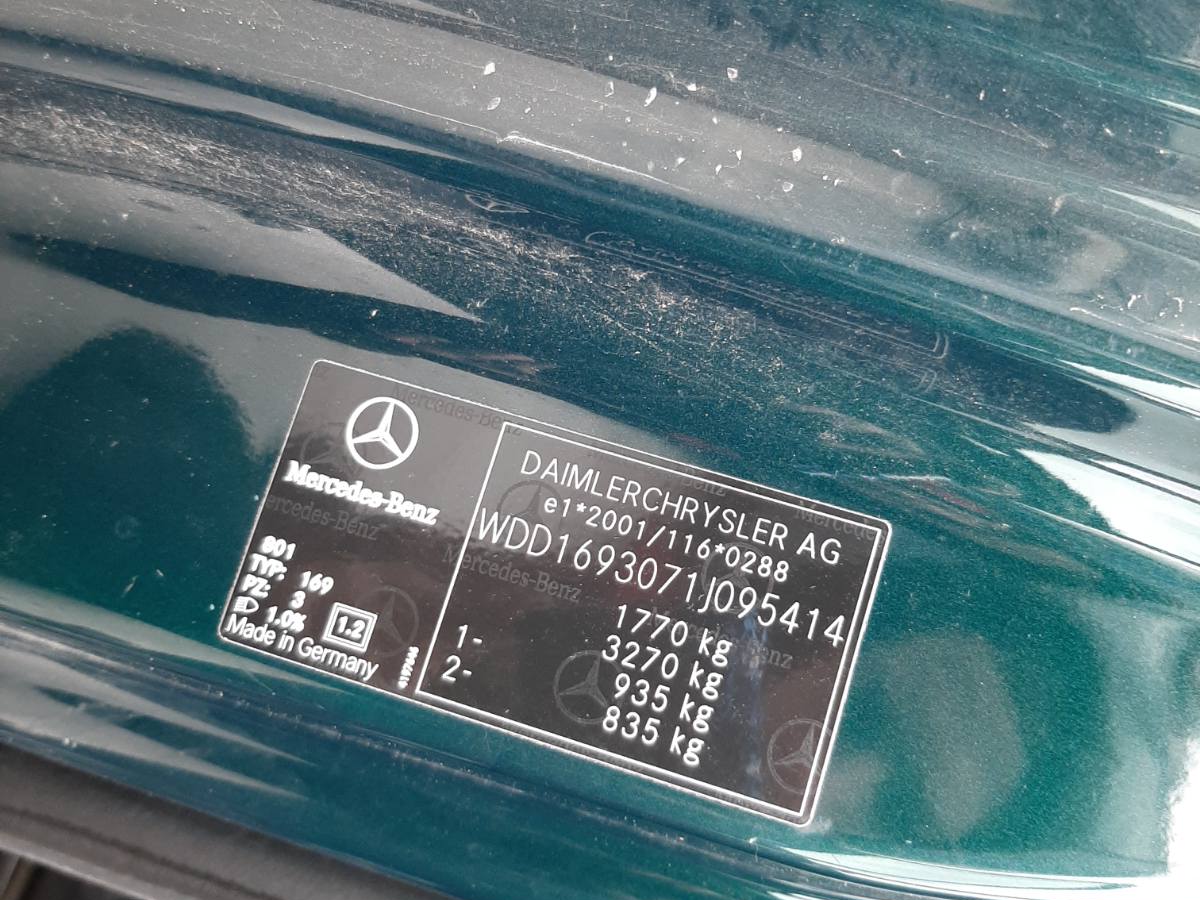 Mercedes-Benz
801
TYP: 169
PZ: 3
1.0%
1.2
Made in Germany
DAIMLERCHRYSLER AG
e1*2001/116*0288
WDD1693071J095414
1770 kg
3270 kg
1- 935 kg
2- 835 kg